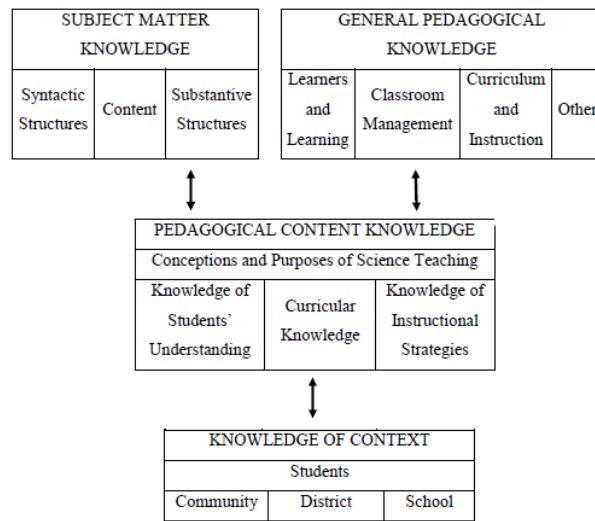 SUBJECT MATTER
KNOWLEDGE
Syntactic
Structures
Content
Substantive
Structures
GENERAL PEDAGOGICAL
KNOWLEDGE
Learners
and
Learning
Classroom
Management
Curriculum
and
Instruction
Other
PEDAGOGICAL CONTENT KNOWLEDGE
Conceptions and Purposes of Science Teaching
Knowledge of
Students'
Understanding
Curricular
Knowledge
Knowledge of
Instructional
Strategies
KNOWLEDGE OF CONTEXT
Students
Community
District
School